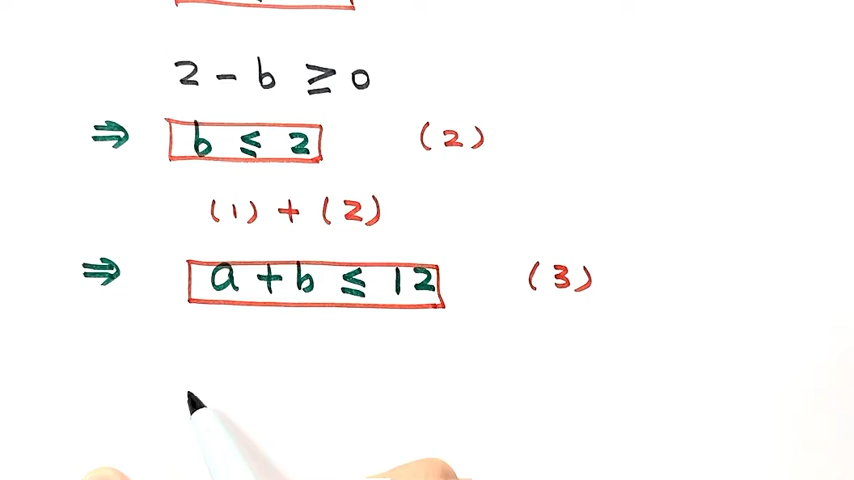 2 - b ≥ 0
⇒ b ≤ 2 (2)
(1) + (2)
⇒ a + b ≤ 12 (3)